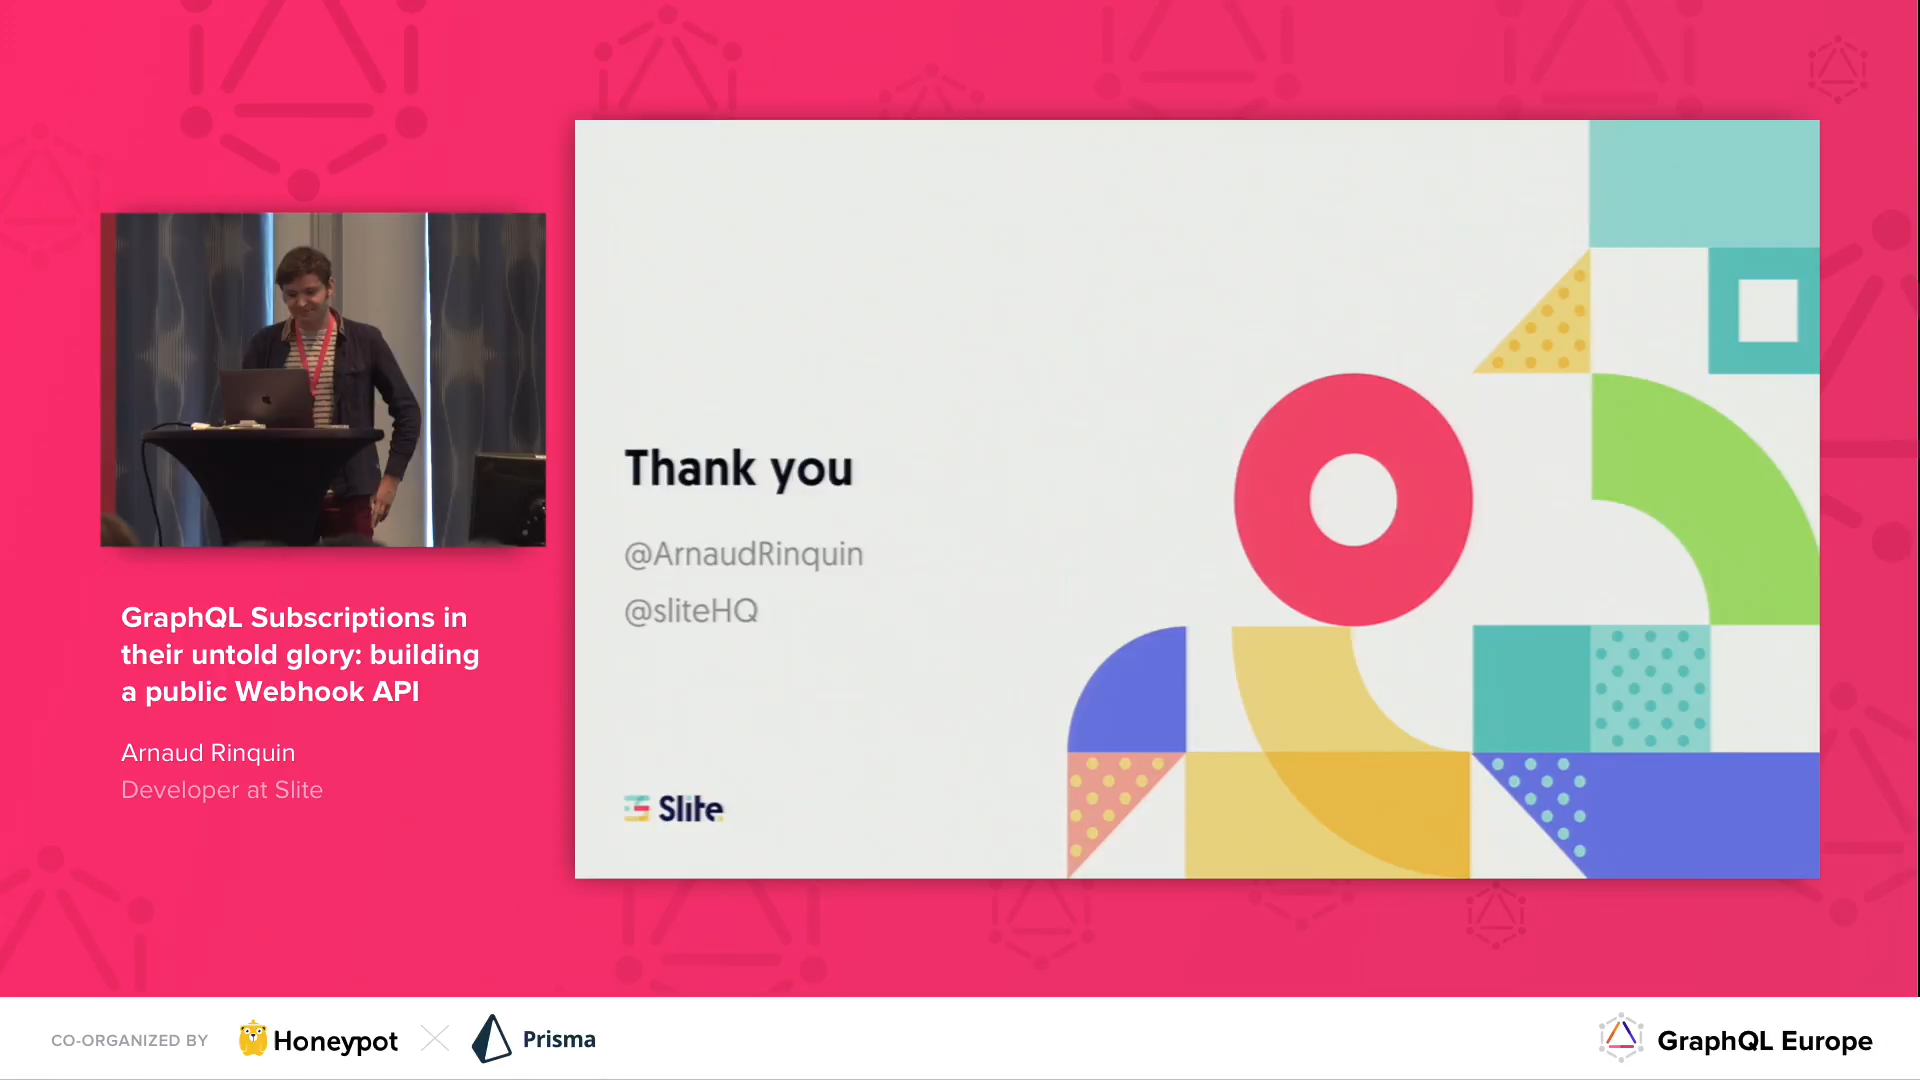 Thank you
@ArnaudRinquin
@sliteHQ
Slite
GraphQL Subscriptions in
their untold glory: building
a public Webhook API
Arnaud Rinquin
Developer at Slite
CO-ORGANIZED BY
Honeypot
Prisma
GraphQL Europe